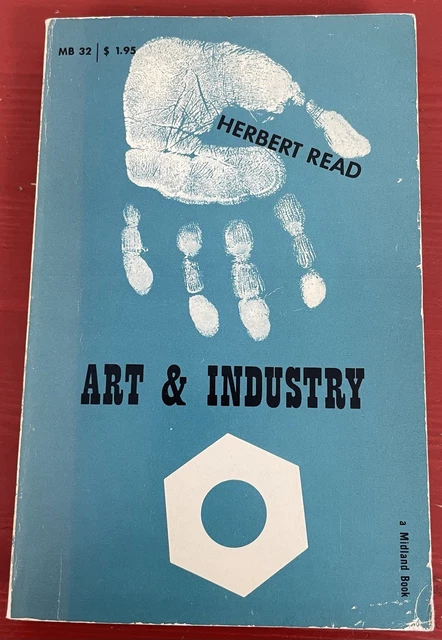 MB 32 | $ 1.95
HERBERT READ
ART & INDUSTRY
a Midland Book